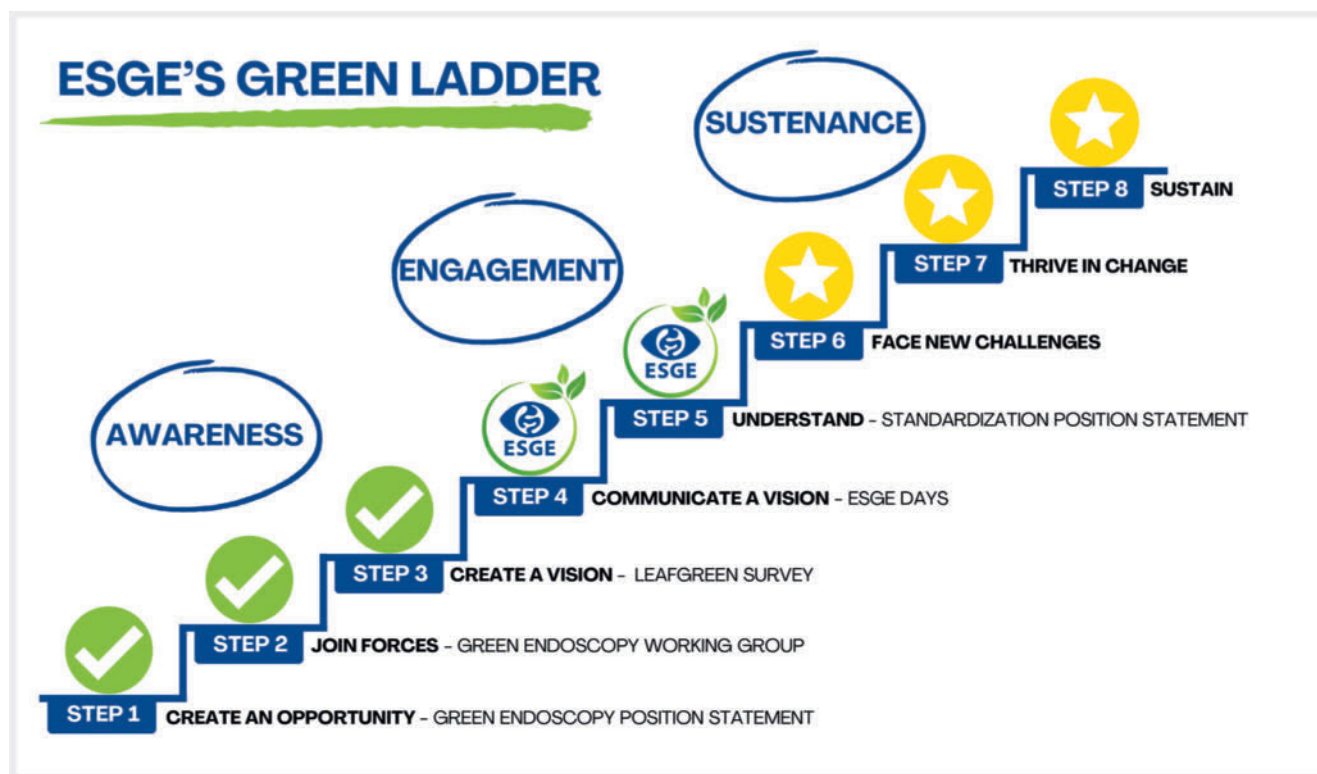 ESGE'S GREEN LADDER
SUSTENANCE
STEP 8 SUSTAIN
STEP 7 THRIVE IN CHANGE
ENGAGEMENT
STEP 6 FACE NEW CHALLENGES
ESGE
STEP 5 UNDERSTAND – STANDARDIZATION POSITION STATEMENT
AWARENESS
ESGE
STEP 4 COMMUNICATE A VISION – ESGE DAYS
STEP 3 CREATE A VISION – LEAFGREEN SURVEY
STEP 2 JOIN FORCES – GREEN ENDOSCOPY WORKING GROUP
STEP 1 CREATE AN OPPORTUNITY – GREEN ENDOSCOPY POSITION STATEMENT